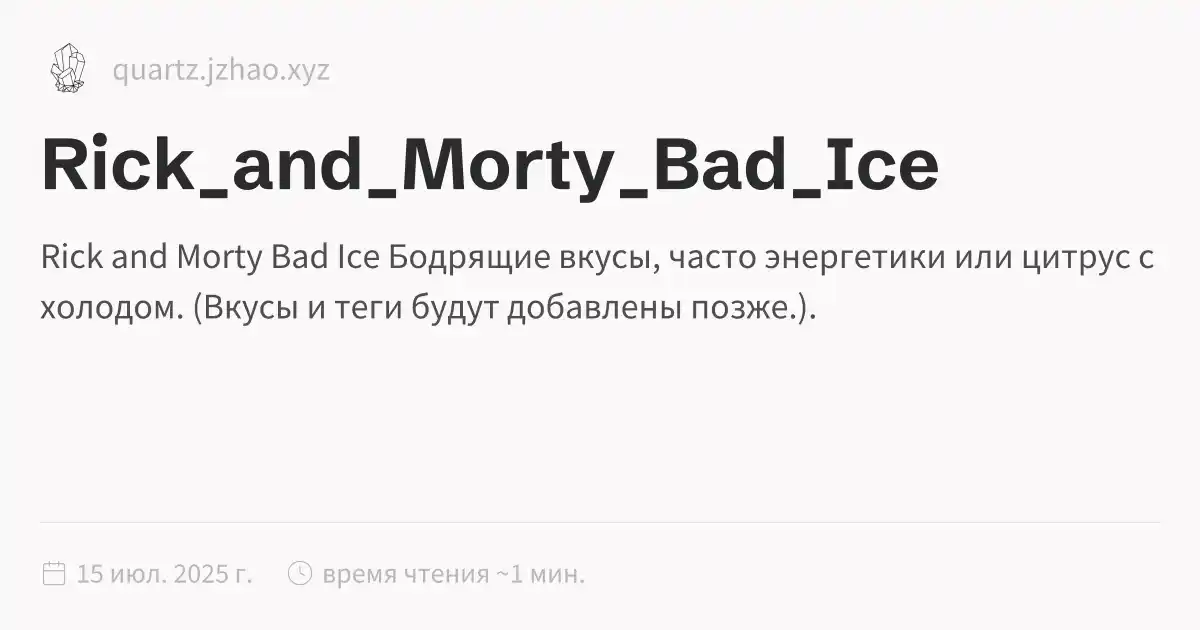 quartz.jzhao.xyz
Rick_and_Morty_Bad_Ice
Rick and Morty Bad Ice Бодрящие вкусы, часто энергетики или цитрус с
холодом. (Вкусы и теги будут добавлены позже.).
15 июл. 2025 г. время чтения ~1 мин.